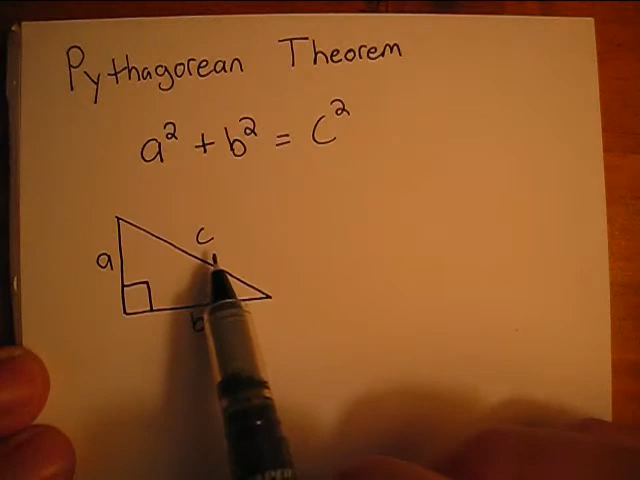 Pythagorean Theorem
a² + b² = c²
c
a
b